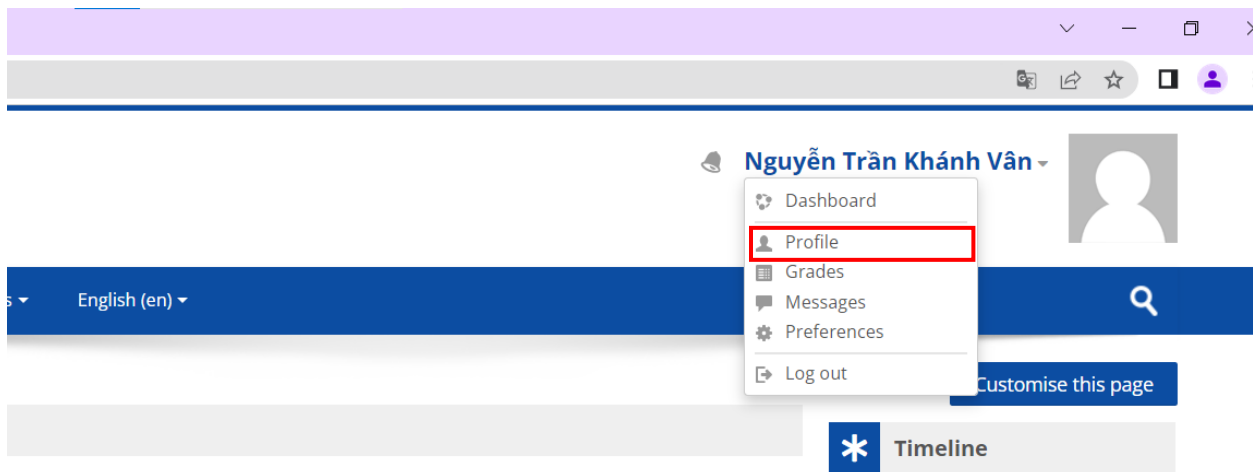 Nguyễn Trần Khánh Vân
Dashboard
Profile
Grades
Messages
Preferences
Log out
s
English (en)
Customise this page
Timeline